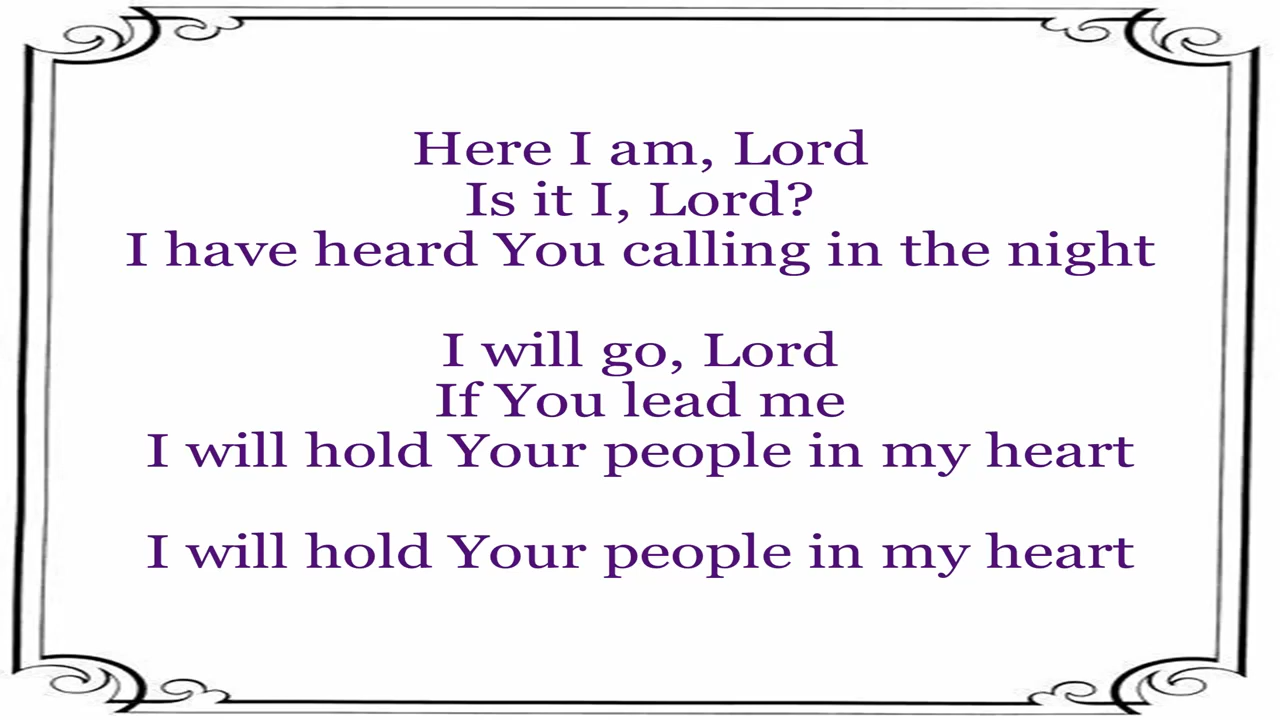 Here I am, Lord
Is it I, Lord?
I have heard You calling in the night
I will go, Lord
If You lead me
I will hold Your people in my heart
I will hold Your people in my heart